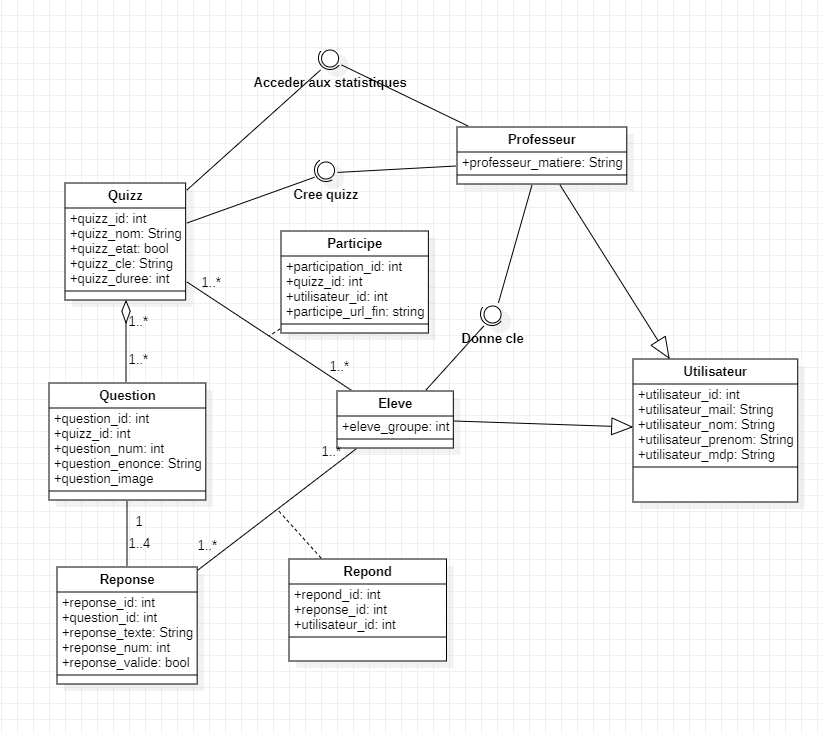 Acceder aux statistiques
Professeur
+professeur_matiere: String
Cree quizz
Quizz
+quizz_id: int
+quizz_nom: String
+quizz_etat: bool
+quizz_cle: String
+quizz_duree: int
Participe
+participation_id: int
+quizz_id: int
+utilisateur_id: int
+participe_url_fin: string
1..*
1..*
1..*
1..*
Donne cle
Utilisateur
+utilisateur_id: int
+utilisateur_mail: String
+utilisateur_nom: String
+utilisateur_prenom: String
+utilisateur_mdp: String
Question
+question_id: int
+quizz_id: int
+question_num: int
+question_enonce: String
+question_image
Eleve
+eleve_groupe: int
1..*
1
1..4
1..*
Reponse
+reponse_id: int
+question_id: int
+reponse_texte: String
+reponse_num: int
+reponse_valide: bool
Repond
+repond_id: int
+reponse_id: int
+utilisateur_id: int